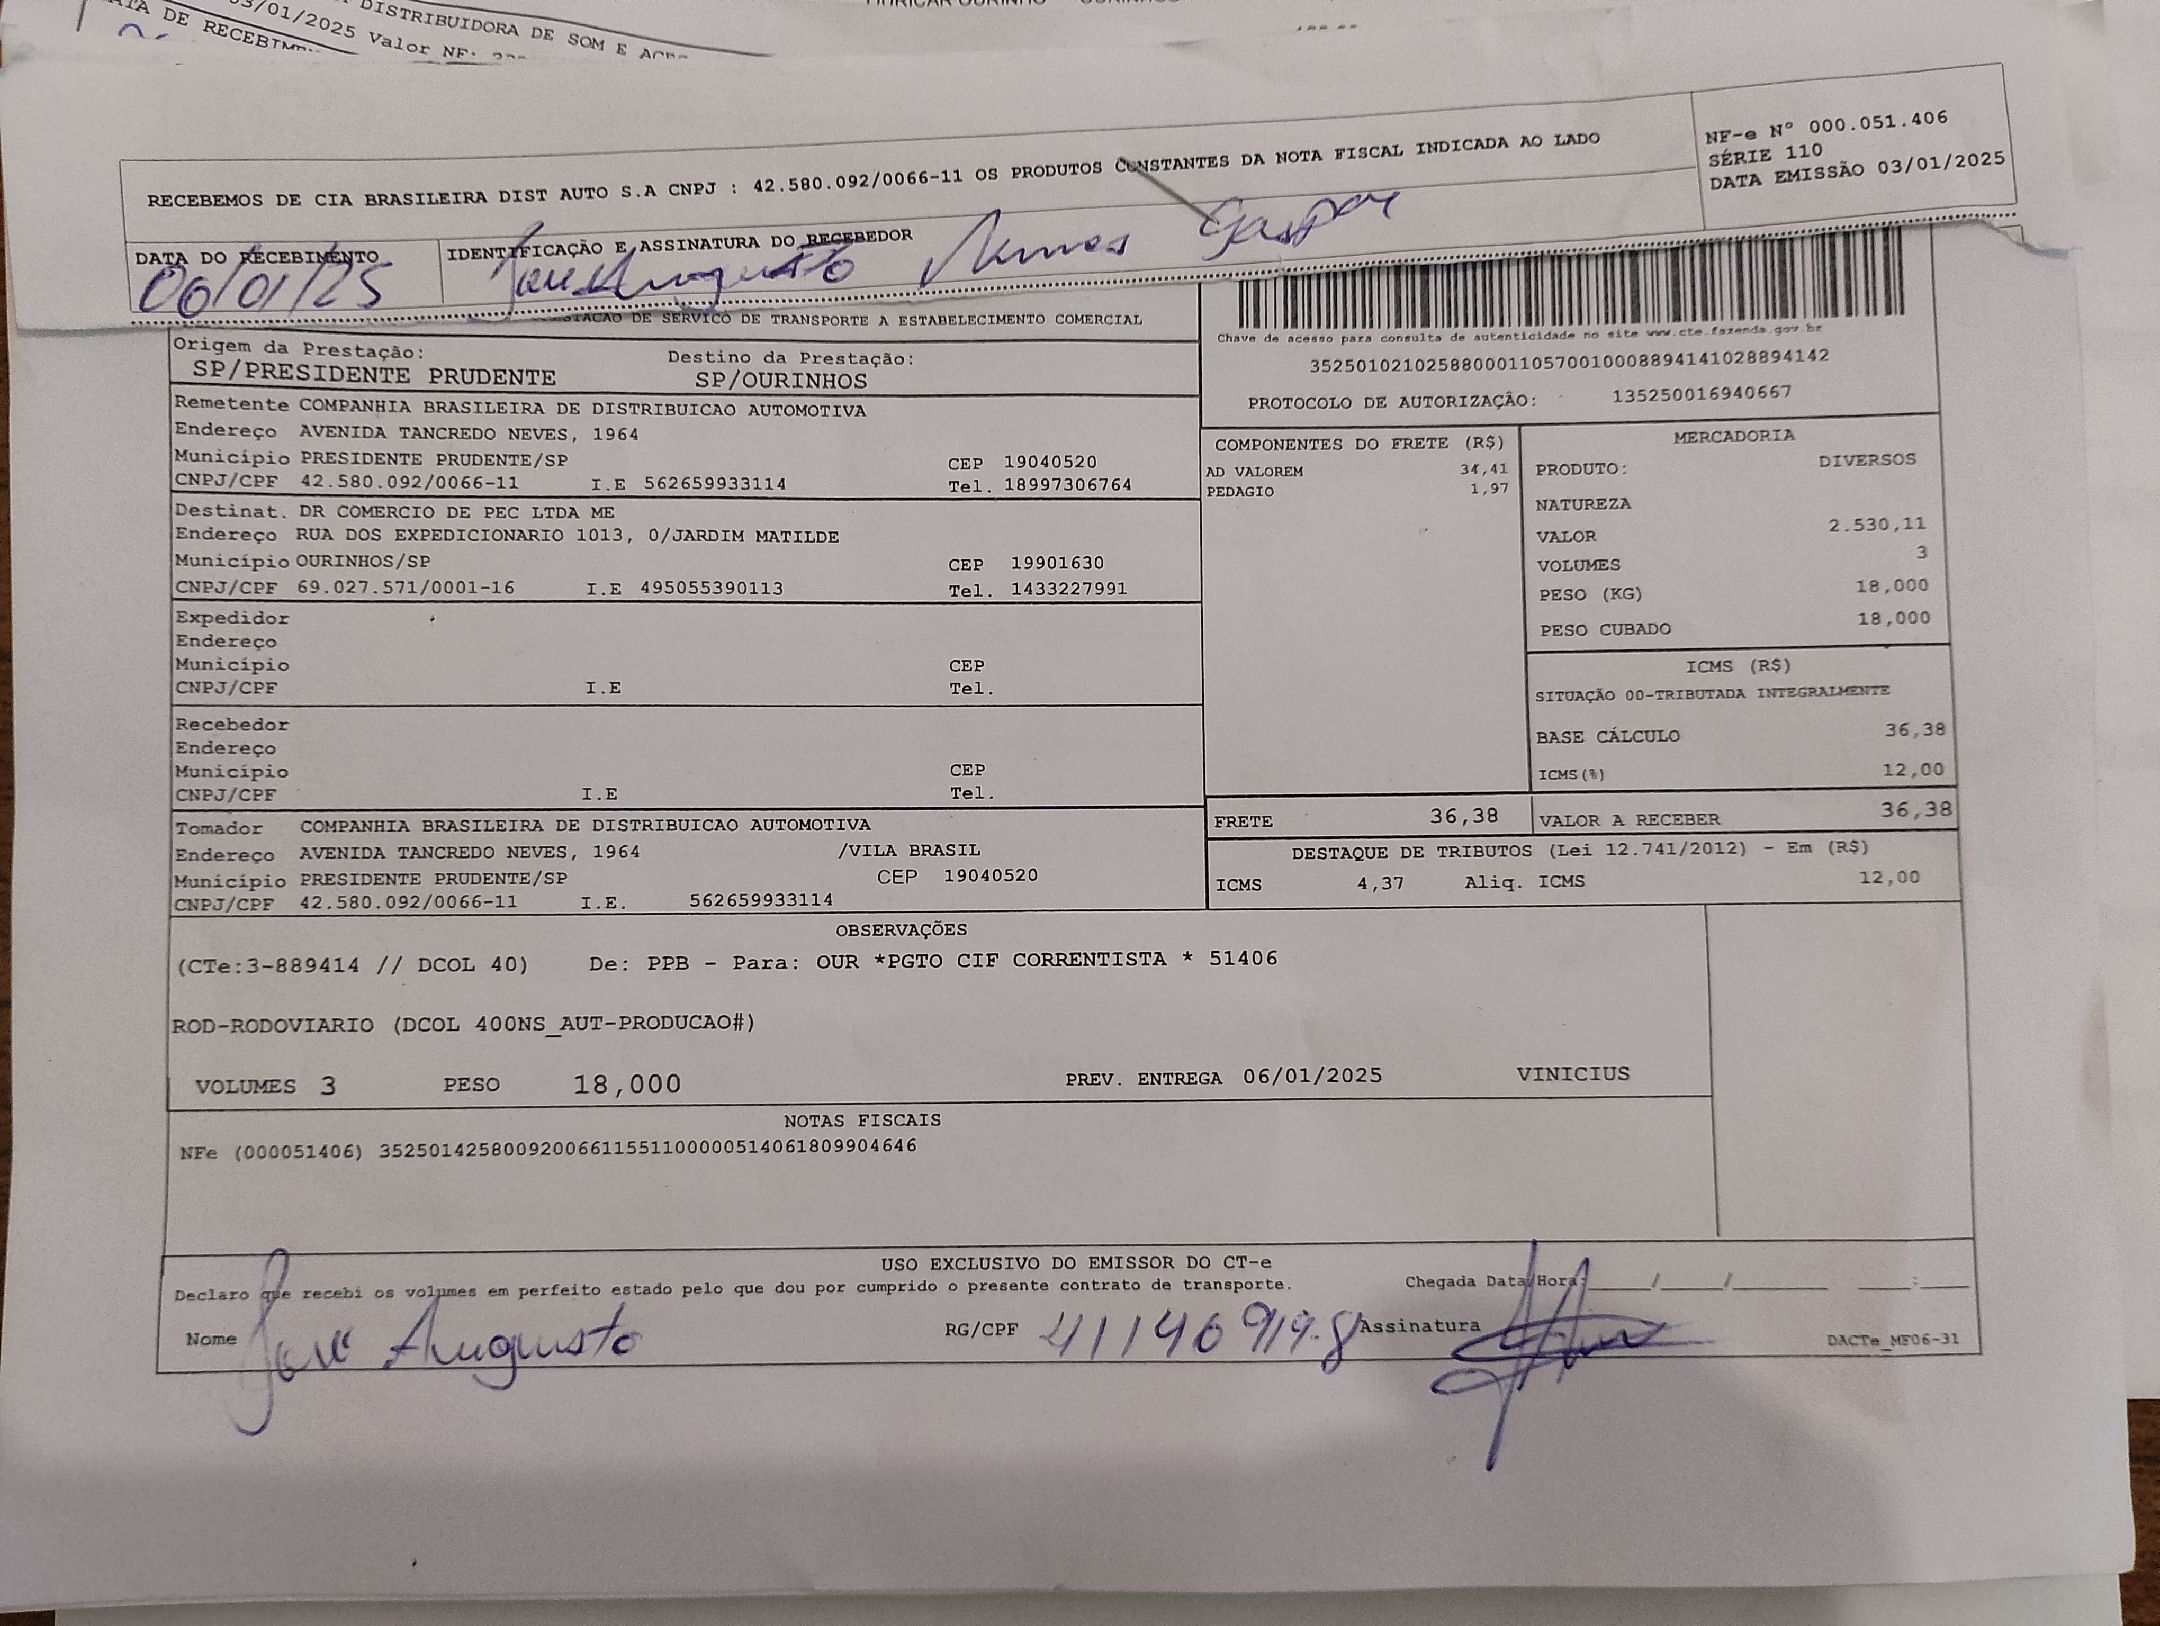 DISTRIBUIDORA DE SOM E
03/01/2025 Valor NF:
DE RECEBIM
RECEBEMOS DE CIA BRASILEIRA DIST AUTO S.A CNPJ : 42.580.092/0066-11 OS PRODUTOS CONSTANTES DA NOTA FISCAL INDICADA AO LADO
NF-e Nº 000.051.406
SÉRIE 110
DATA EMISSÃO 03/01/2025
DATA DO RECEBIMENTO
06/01/25
IDENTIFICAÇÃO E ASSINATURA DO RECEBEDOR
José Augusto Nunes Gaspar
DE SERVICO DE TRANSPORTE A ESTABELECIMENTO COMERCIAL
Chave de acesso para consulta de autenticidade no site www.cte.fazenda.gov.br
35250102102588000110570010008894141028894142
PROTOCOLO DE AUTORIZAÇÃO: 135250016940667
Origem da Prestação: Destino da Prestação:
SP/PRESIDENTE PRUDENTE SP/OURINHOS
Remetente COMPANHIA BRASILEIRA DE DISTRIBUICAO AUTOMOTIVA
Endereço AVENIDA TANCREDO NEVES, 1964
Município PRESIDENTE PRUDENTE/SP CEP 19040520
CNPJ/CPF 42.580.092/0066-11 I.E 562659933114 Tel. 18997306764
Destinat. DR COMERCIO DE PEC LTDA ME
Endereço RUA DOS EXPEDICIONARIO 1013, 0/JARDIM MATILDE
Município OURINHOS/SP CEP 19901630
CNPJ/CPF 69.027.571/0001-16 I.E 495055390113 Tel. 1433227991
Expedidor
Endereço
Município CEP
CNPJ/CPF I.E Tel.
Recebedor
Endereço
Município CEP
CNPJ/CPF I.E Tel.
Tomador COMPANHIA BRASILEIRA DE DISTRIBUICAO AUTOMOTIVA
Endereço AVENIDA TANCREDO NEVES, 1964 /VILA BRASIL
Município PRESIDENTE PRUDENTE/SP CEP 19040520
CNPJ/CPF 42.580.092/0066-11 I.E. 562659933114
COMPONENTES DO FRETE (R$)
AD VALOREM 34,41
PEDAGIO 1,97
MERCADORIA
PRODUTO: DIVERSOS
NATUREZA
VALOR 2.530,11
VOLUMES 3
PESO (KG) 18,000
PESO CUBADO 18,000
ICMS (R$)
SITUAÇÃO 00-TRIBUTADA INTEGRALMENTE
BASE CÁLCULO 36,38
ICMS(%) 12,00
FRETE 36,38 VALOR A RECEBER 36,38
DESTAQUE DE TRIBUTOS (Lei 12.741/2012) - Em (R$)
ICMS 4,37 Aliq. ICMS 12,00
OBSERVAÇÕES
(CTe:3-889414 // DCOL 40) De: PPB - Para: OUR *PGTO CIF CORRENTISTA * 51406
ROD-RODOVIARIO (DCOL 400NS_AUT-PRODUCAO#)
VOLUMES 3 PESO 18,000 PREV. ENTREGA 06/01/2025 VINICIUS
NOTAS FISCAIS
NFe (000051406) 35250142580092006611551100000514061809904646
USO EXCLUSIVO DO EMISSOR DO CT-e
Declaro que recebi os volumes em perfeito estado pelo que dou por cumprido o presente contrato de transporte. Chegada Data/Hora: ____/____/______ ___:___
Nome José Augusto RG/CPF 41146919-8 Assinatura
DACTe_MF06-31